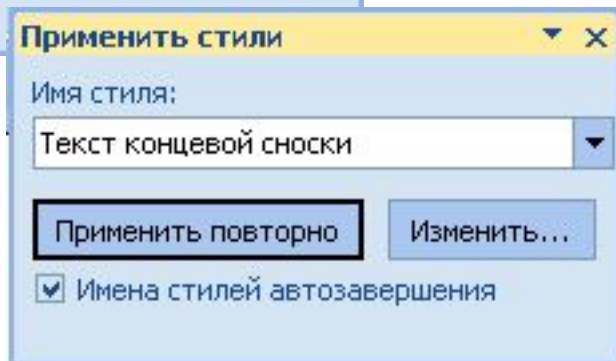 Применить стили
Имя стиля:
Текст концевой сноски
Применить повторно Изменить...
Имена стилей автозавершения